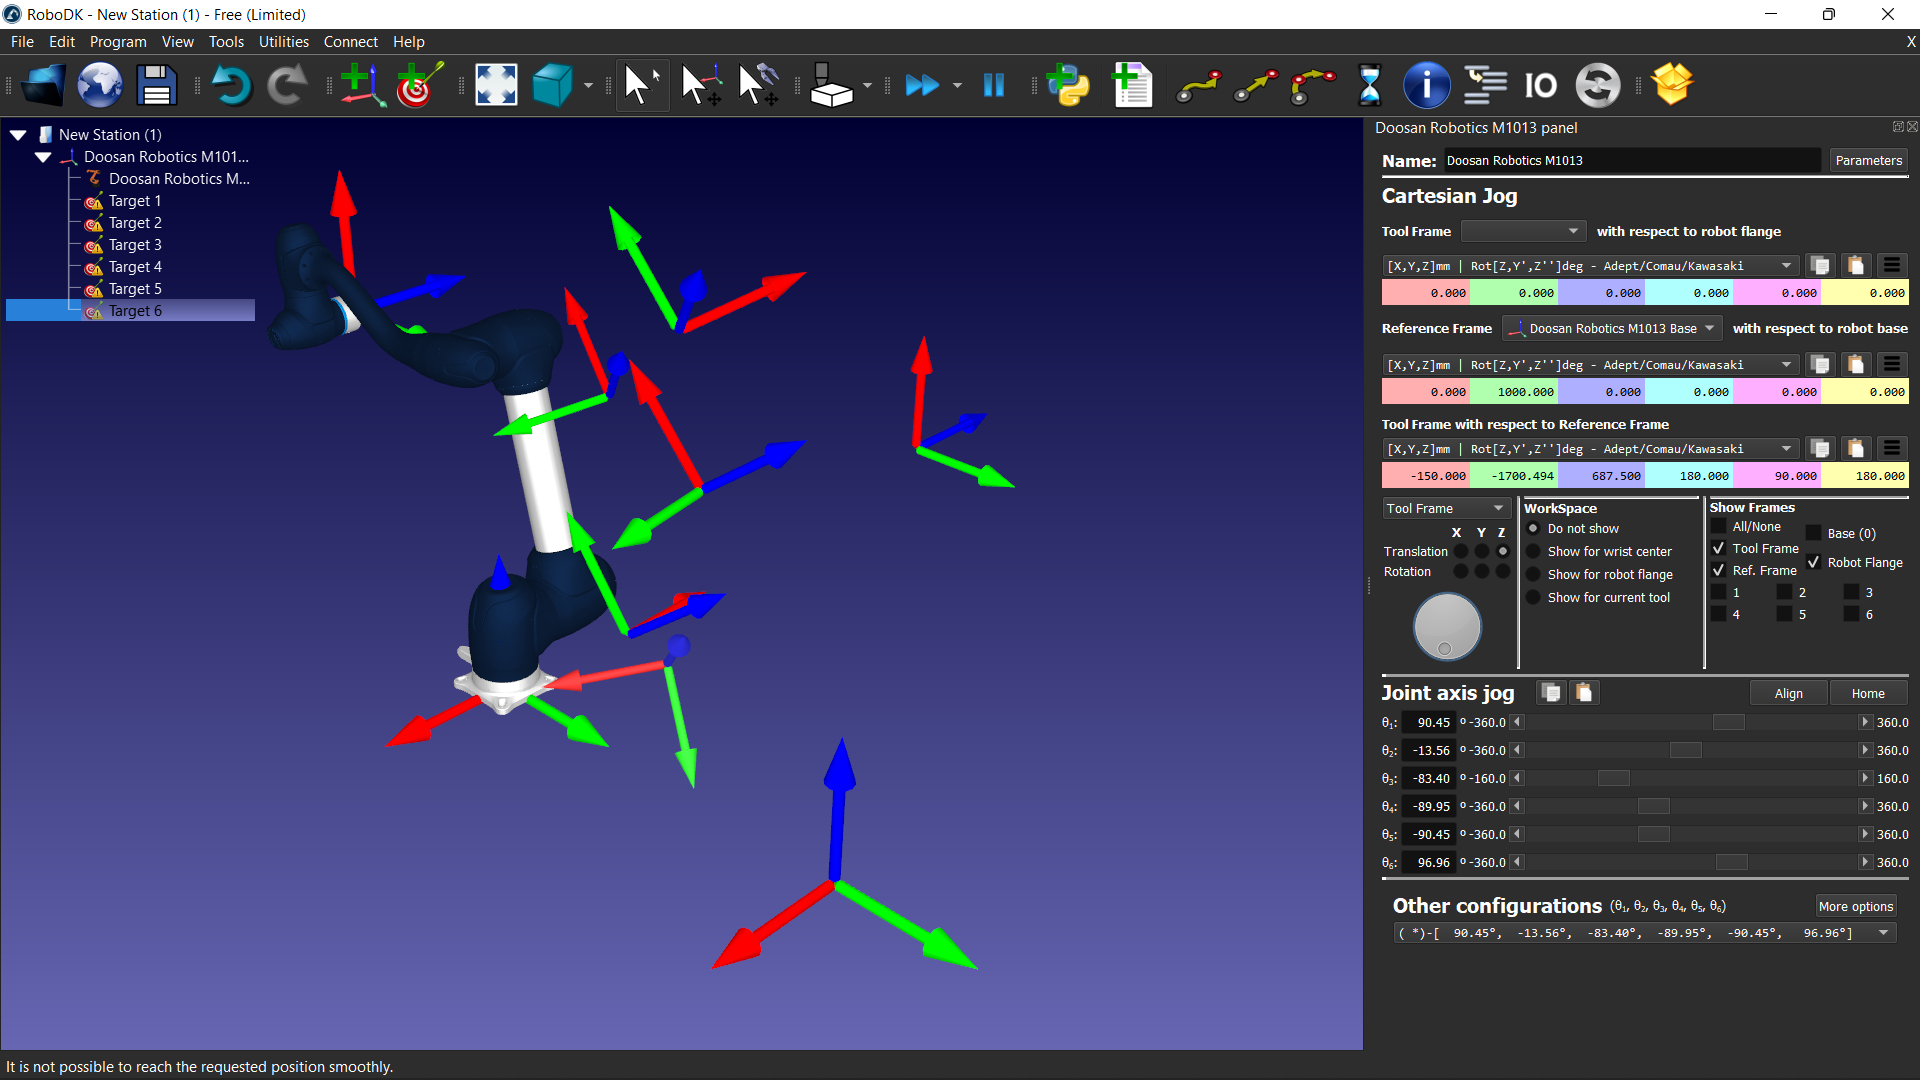 RoboDK - New Station (1) - Free (Limited)
File Edit Program View Tools Utilities Connect Help X
IO
New Station (1)
Doosan Robotics M101...
Doosan Robotics M...
Target 1
Target 2
Target 3
Target 4
Target 5
Target 6
Doosan Robotics M1013 panel
Name: Doosan Robotics M1013 Parameters
Cartesian Jog
Tool Frame with respect to robot flange
[X,Y,Z]mm | Rot[Z,Y',Z'']deg - Adept/Comau/Kawasaki
0.000 0.000 0.000 0.000 0.000 0.000
Reference Frame Doosan Robotics M1013 Base with respect to robot base
[X,Y,Z]mm | Rot[Z,Y',Z'']deg - Adept/Comau/Kawasaki
0.000 1000.000 0.000 0.000 0.000 0.000
Tool Frame with respect to Reference Frame
[X,Y,Z]mm | Rot[Z,Y',Z'']deg - Adept/Comau/Kawasaki
-150.000 -1700.494 687.500 180.000 90.000 180.000
Tool Frame
X Y Z
Translation
Rotation
WorkSpace
Do not show
Show for wrist center
Show for robot flange
Show for current tool
Show Frames
All/None Base (0)
Tool Frame
Ref. Frame Robot Flange
1 2 3
4 5 6
Joint axis jog Align Home
θ₁: 90.45 º -360.0 360.0
θ₂: -13.56 º -360.0 360.0
θ₃: -83.40 º -160.0 160.0
θ₄: -89.95 º -360.0 360.0
θ₅: -90.45 º -360.0 360.0
θ₆: 96.96 º -360.0 360.0
Other configurations (θ₁, θ₂, θ₃, θ₄, θ₅, θ₆) More options
( *)-[ 90.45°, -13.56°, -83.40°, -89.95°, -90.45°, 96.96°]
It is not possible to reach the requested position smoothly.